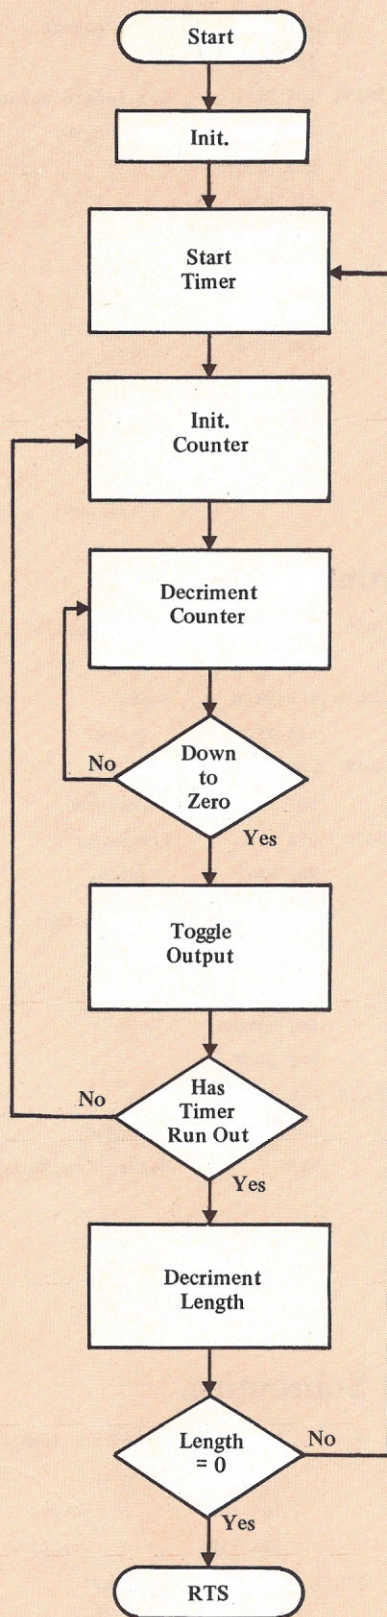 Start
Init.
Start
Timer
Init.
Counter
Decriment
Counter
Down
to
Zero
No
Yes
Toggle
Output
Has
Timer
Run Out
No
Yes
Decriment
Length
Length
= 0
No
Yes
RTS